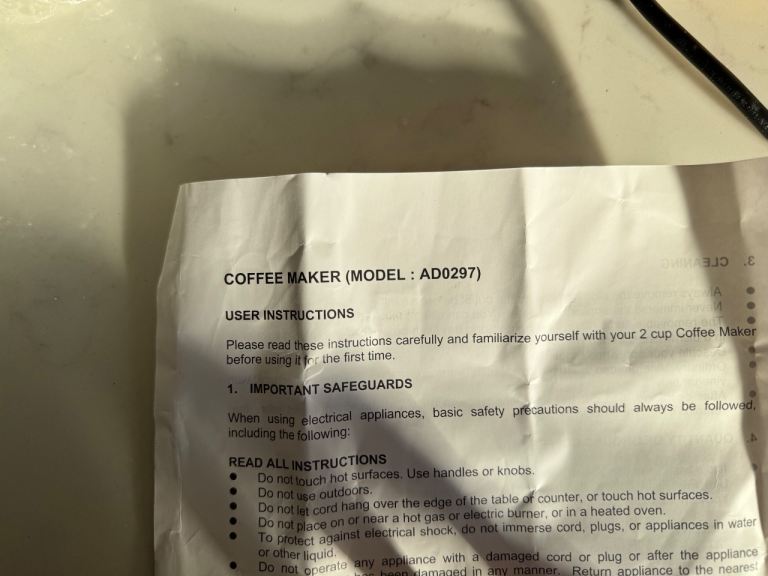 COFFEE MAKER (MODEL : AD0297)
USER INSTRUCTIONS
Please read these instructions carefully and familiarize yourself with your 2 cup Coffee Maker
before using it for the first time.
1. IMPORTANT SAFEGUARDS
When using electrical appliances, basic safety precautions should always be followed,
including the following:
READ ALL INSTRUCTIONS
● Do not touch hot surfaces. Use handles or knobs.
● Do not use outdoors.
● Do not let cord hang over the edge of the table of counter, or touch hot surfaces.
● Do not place on or near a hot gas or electric burner, or in a heated oven.
● To protect against electrical shock, do not immerse cord, plugs, or appliances in water
or other liquid.
● Do not operate any appliance with a damaged cord or plug or after the appliance
been damaged in any manner. Return appliance to the nearest
3. CLEANING